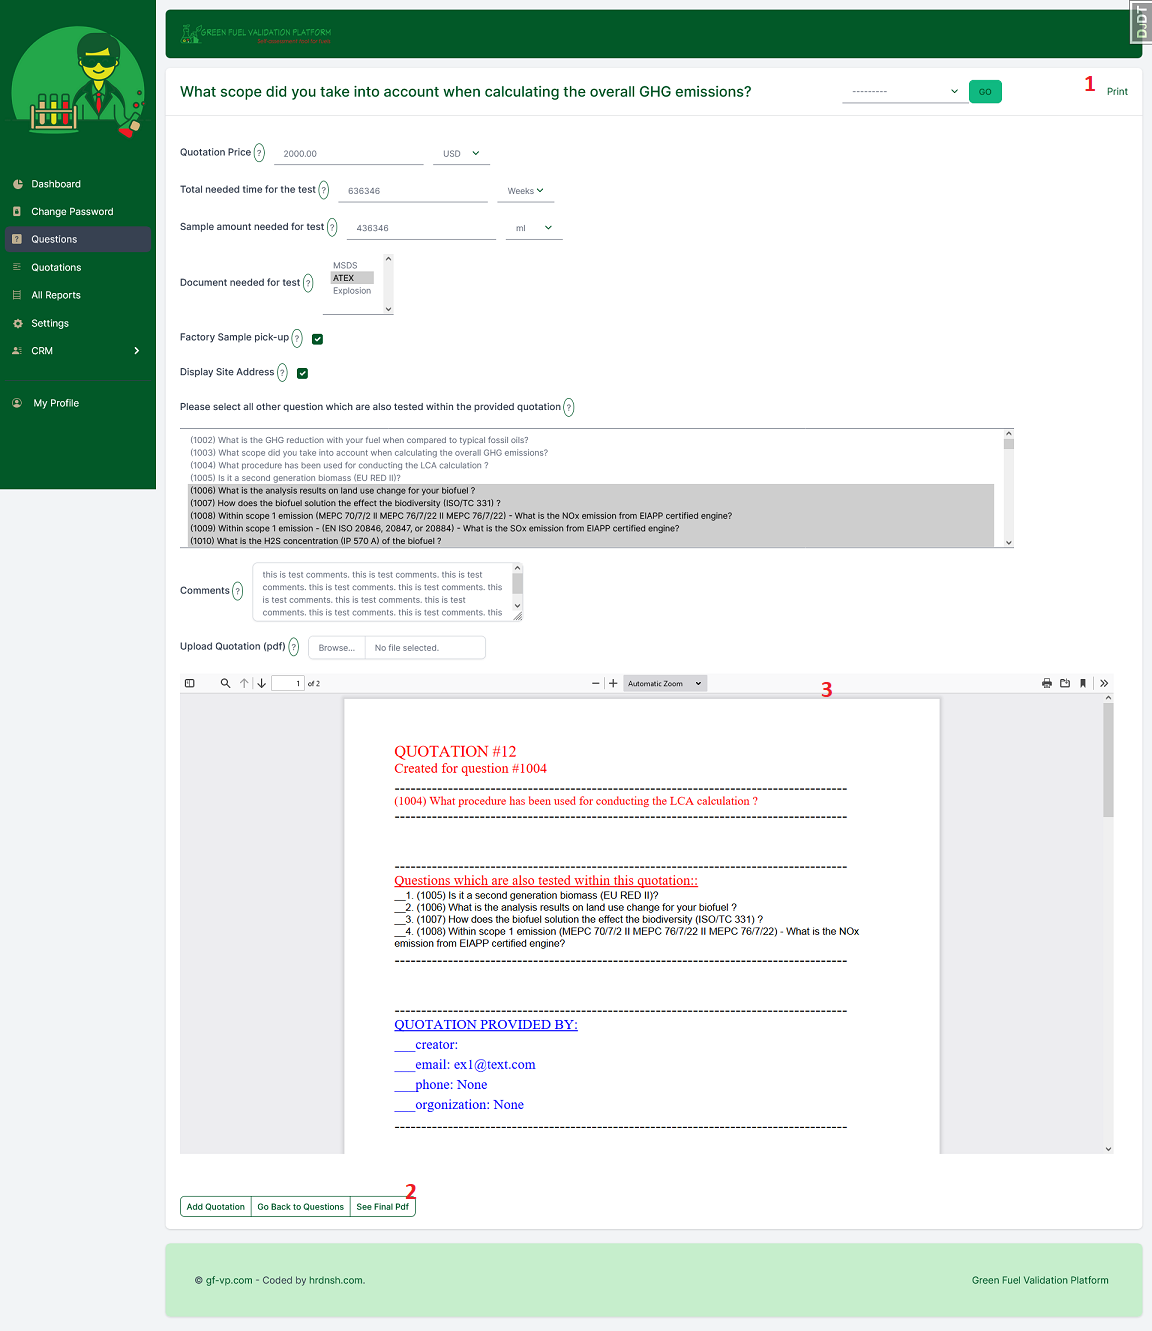 DJDT
GREEN FUEL VALIDATION PLATFORM
What scope did you take into account when calculating the overall GHG emissions?
---------
GO
1
Print
Dashboard
Change Password
Questions
Quotations
All Reports
Settings
CRM
My Profile
Quotation Price ? 2000.00 USD
Total needed time for the test ? 636346 Weeks
Sample amount needed for test ? 436346 ml
Document needed for test ?
MSDS
ATEX
Explosion
Factory Sample pick-up ?
Display Site Address ?
Please select all other question which are also tested within the provided quotation ?
(1002) What is the GHG reduction with your fuel when compared to typical fossil oils?
(1003) What scope did you take into account when calculating the overall GHG emissions?
(1004) What procedure has been used for conducting the LCA calculation ?
(1005) Is it a second generation biomass (EU RED II)?
(1006) What is the analysis results on land use change for your biofuel ?
(1007) How does the biofuel solution the effect the biodiversity (ISO/TC 331) ?
(1008) Within scope 1 emission (MEPC 70/7/2 II MEPC 76/7/22 II MEPC 76/7/22) - What is the NOx emission from EIAPP certified engine?
(1009) Within scope 1 emission - (EN ISO 20846, 20847, or 20884) - What is the SOx emission from EIAPP certified engine?
(1010) What is the H2S concentration (IP 570 A) of the biofuel ?
Comments ?
this is test comments. this is test comments. this is test
comments. this is test comments. this is test comments. this
is test comments. this is test comments. this is test
comments. this is test comments. this is test comments. this
Upload Quotation (pdf) ? Browse... No file selected.
1 of 2
Automatic Zoom
3
QUOTATION #12
Created for question #1004
-------------------------------------------------------------------------------------
(1004) What procedure has been used for conducting the LCA calculation ?
-------------------------------------------------------------------------------------
-------------------------------------------------------------------------------------
Questions which are also tested within this quotation::
__1. (1005) Is it a second generation biomass (EU RED II)?
__2. (1006) What is the analysis results on land use change for your biofuel ?
__3. (1007) How does the biofuel solution the effect the biodiversity (ISO/TC 331) ?
__4. (1008) Within scope 1 emission (MEPC 70/7/2 II MEPC 76/7/22 II MEPC 76/7/22) - What is the NOx
emission from EIAPP certified engine?
-------------------------------------------------------------------------------------
-------------------------------------------------------------------------------------
QUOTATION PROVIDED BY:
___creator:
___email: ex1@text.com
___phone: None
___orgonization: None
-------------------------------------------------------------------------------------
2
Add Quotation
Go Back to Questions
See Final Pdf
© gf-vp.com - Coded by hrdnsh.com.
Green Fuel Validation Platform